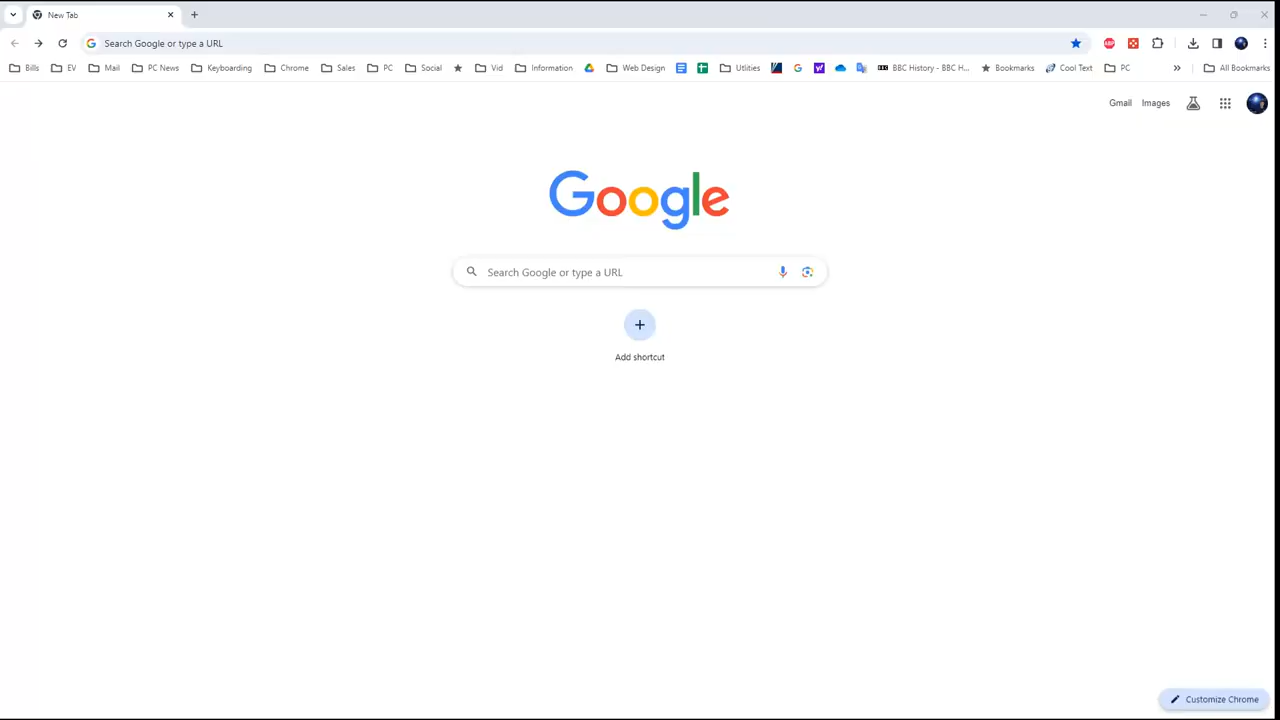 New Tab
Search Google or type a URL
ABP
Bills EV Mail PC News Keyboarding Chrome Sales PC Social Vid Information Web Design Utlities G BBC History - BBC H... Bookmarks Cool Text PC » All Bookmarks
Gmail Images
Google
Search Google or type a URL
Add shortcut
Customize Chrome